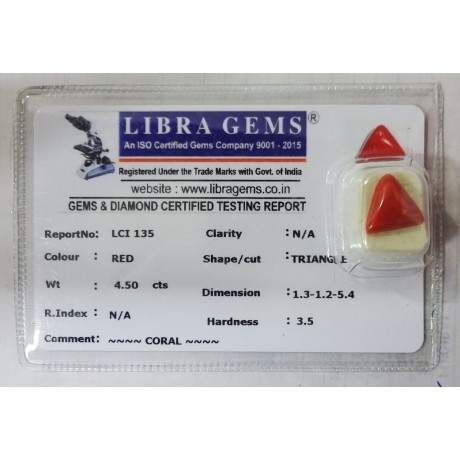 LIBRA GEMS ®
An ISO Certified Gems Company 9001 - 2015
Registered Under the Trade Marks with Govt. of India
website : www.libragems.co.in
GEMS & DIAMOND CERTIFIED TESTING REPORT
ReportNo: LCI 135 Clarity : N/A
Colour : RED Shape/cut : TRIANGLE
Wt : 4.50 cts Dimension : 1.3-1.2-5.4
R.Index : N/A Hardness : 3.5
Comment: ~~~~ CORAL ~~~~